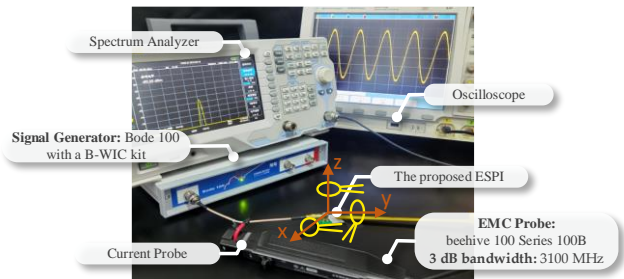 Spectrum Analyzer
Oscilloscope
Signal Generator: Bode 100
with a B-WIC kit
z
The proposed ESPI
y
x
EMC Probe:
beehive 100 Series 100B
3 dB bandwidth: 3100 MHz
Current Probe